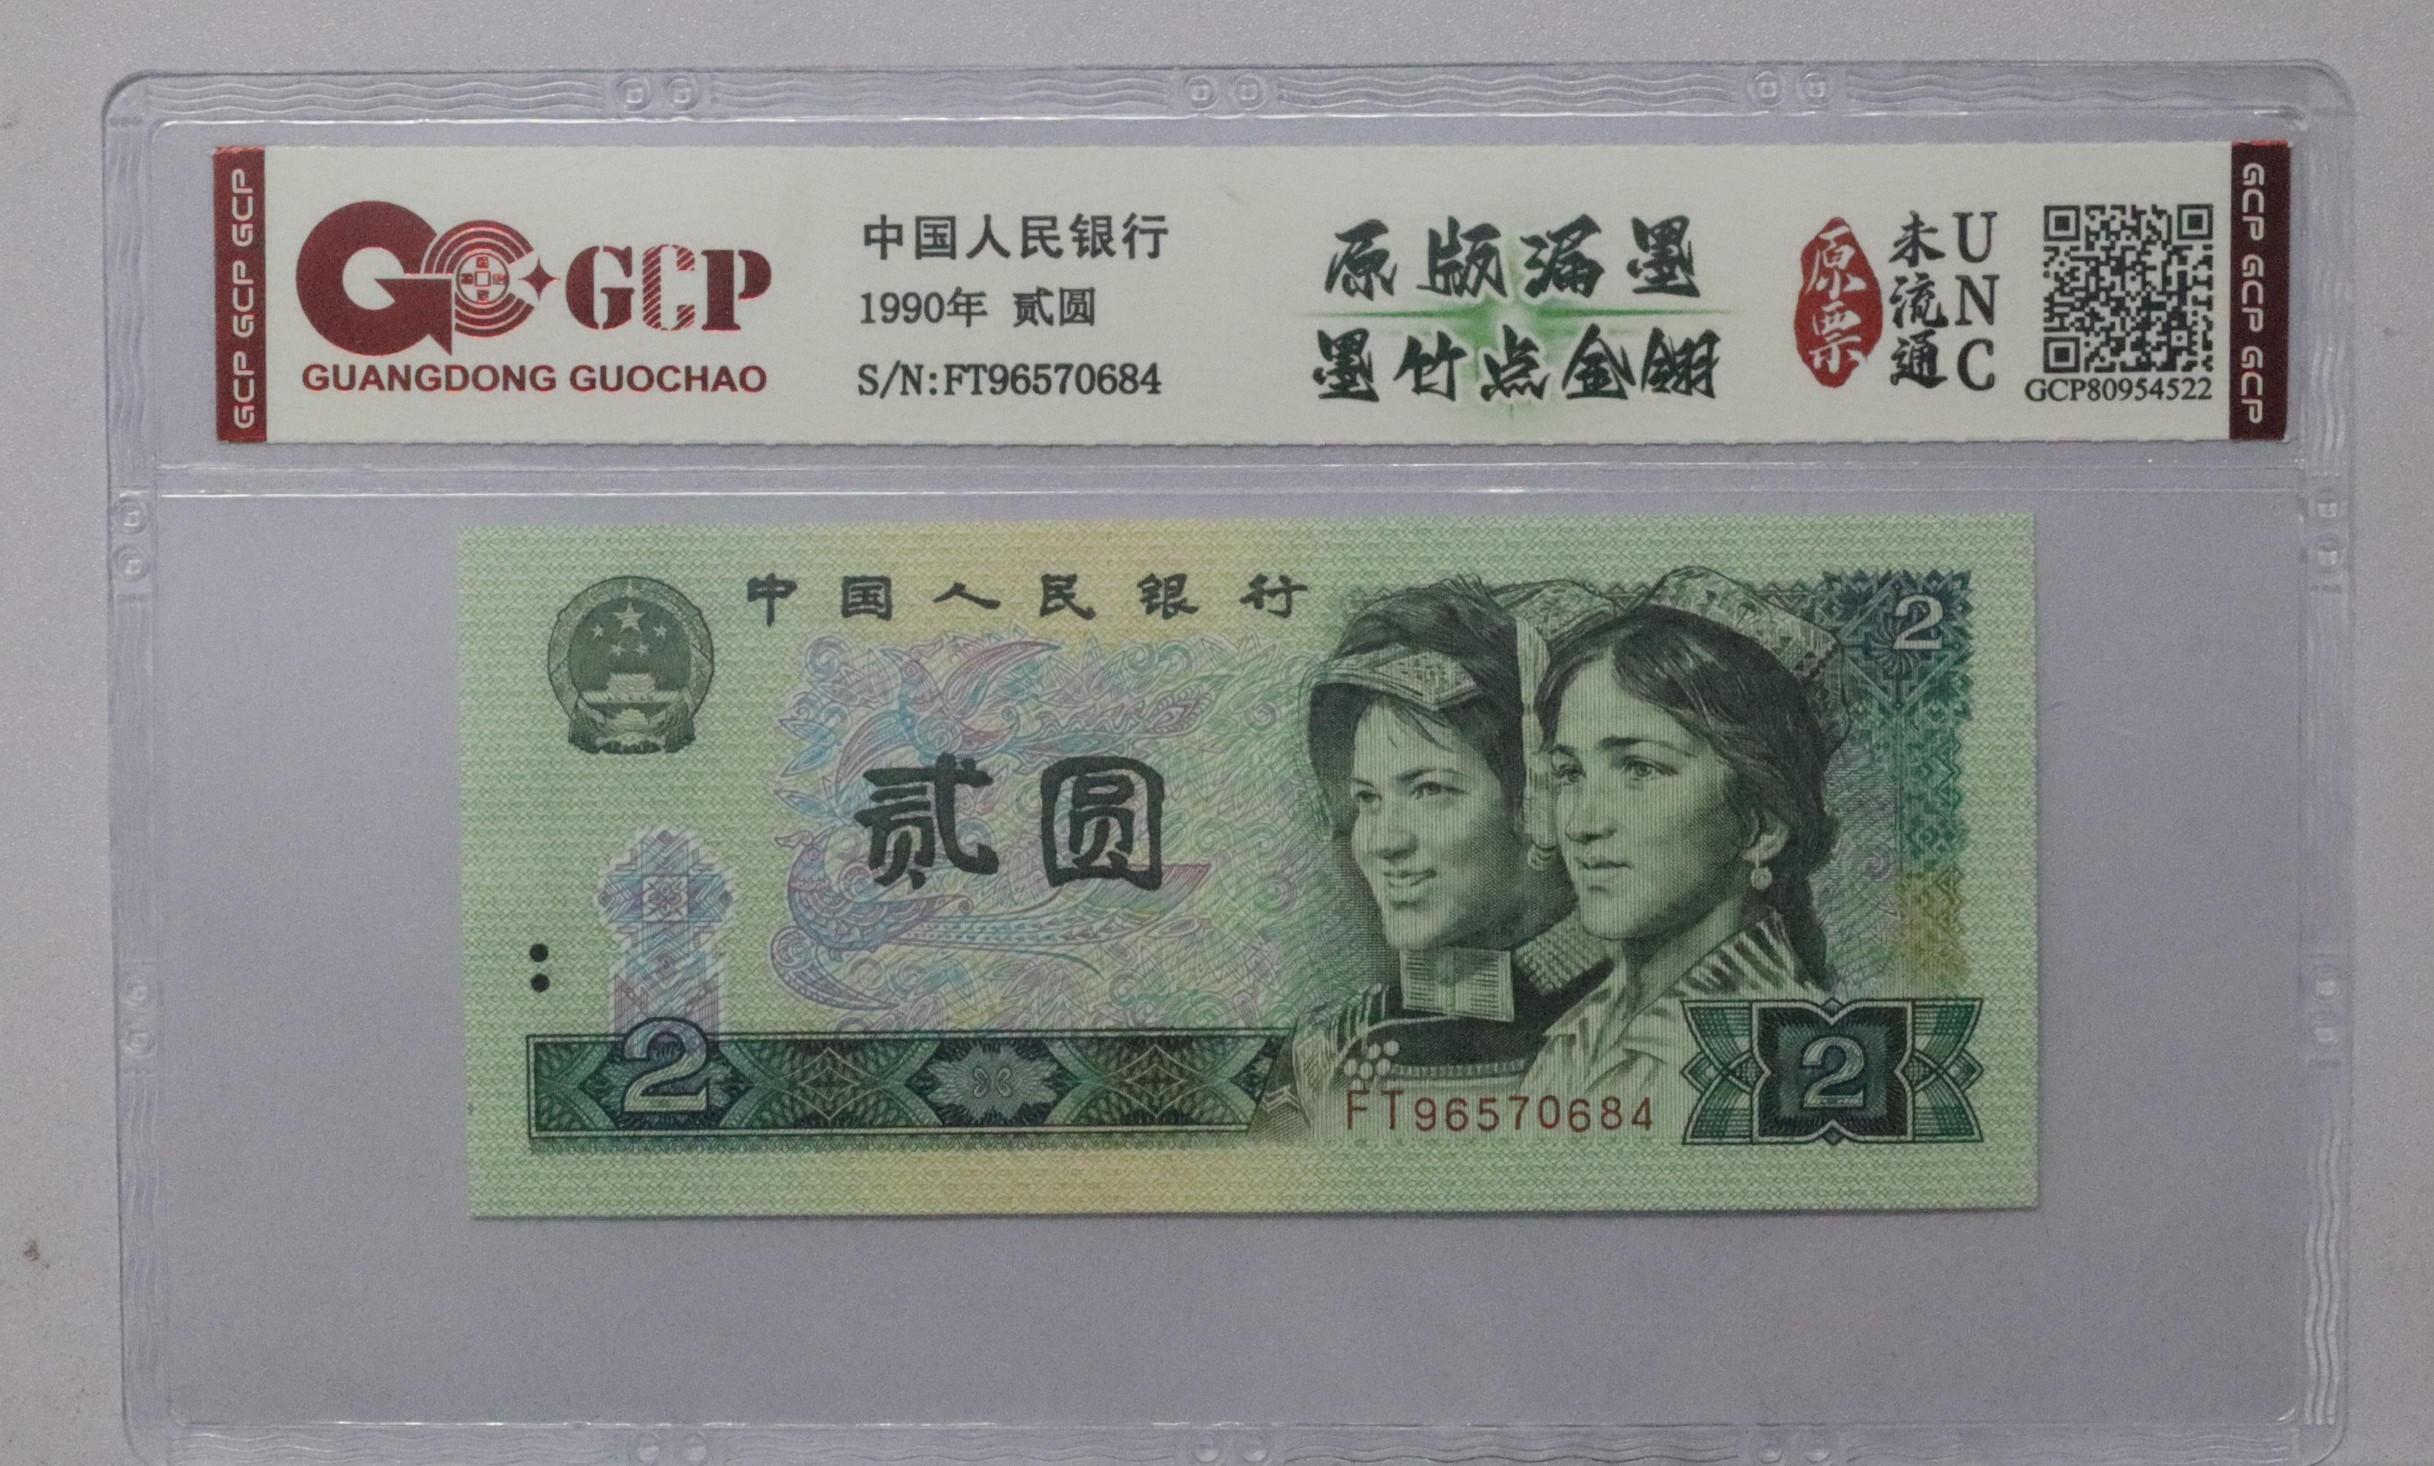 GCP GCP GCP
GCP
GUANGDONG GUOCHAO
中国人民银行
1990年 贰圆
S/N:FT96570684
原版漏墨
墨竹点金翎
原票
未流通
UNC
GCP80954522
GCP GCP GCP
中国人民银行
2
贰圆
2
FT96570684
2